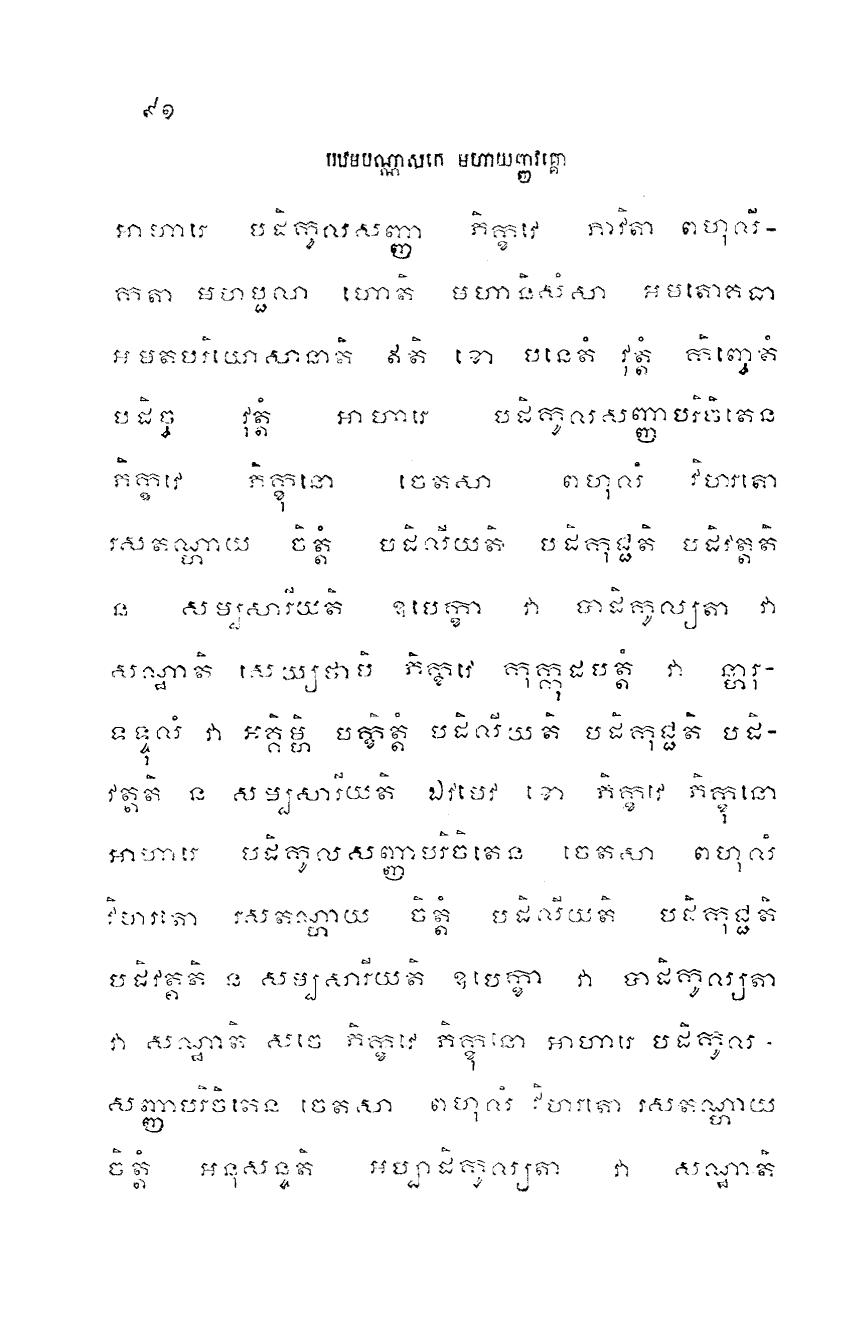 ៩១
បឋមបណ្ណាសកេ មហាយញ្ញវគ្គោ
អាហារេ បដិកូលសញ្ញា ភិក្ខវេ ភាវិតា ពហុលី-
កតា មហប្ផលា ហោតិ មហានិសំសា អមតោគធា
អមតបរិយោសានាតិ ឥតិ ខោ បនេតំ វុត្តំ កិញ្ចេតំ
បដិច្ច វុត្តំ អាហារេ បដិកូលសញ្ញាបរិចិតេន
ភិក្ខវេ ភិក្ខុនោ ចេតសា ពហុលំ វិហរតោ
រសតណ្ហាយ ចិត្តំ បដិលីយតិ បដិកុជ្ជតិ បដិវត្តតិ
ន សម្បសារីយតិ ឧបេក្ខា វា បាដិកូល្យតា វា
សណ្ឋាតិ សេយ្យថាបិ ភិក្ខវេ កុក្កុដបត្តំ វា ន្ហារុ-
ទទ្ទុលំ វា អគ្គិម្ហិ បក្ខិត្តំ បដិលីយតិ បដិកុជ្ជតិ បដិ-
វត្តតិ ន សម្បសារីយតិ ឯវមេវ ខោ ភិក្ខវេ ភិក្ខុនោ
អាហារេ បដិកូលសញ្ញាបរិចិតេន ចេតសា ពហុលំ
វិហរតោ រសតណ្ហាយ ចិត្តំ បដិលីយតិ បដិកុជ្ជតិ
បដិវត្តតិ ន សម្បសារីយតិ ឧបេក្ខា វា បាដិកូល្យតា
វា សណ្ឋាតិ សចេ ភិក្ខវេ ភិក្ខុនោ អាហារេ បដិកូល-
សញ្ញាបរិចិតេន ចេតសា ពហុលំ វិហរតោ រសតណ្ហាយ
ចិត្តំ អនុសន្ទតិ អប្បាដិកូល្យតា វា សណ្ឋាតិ